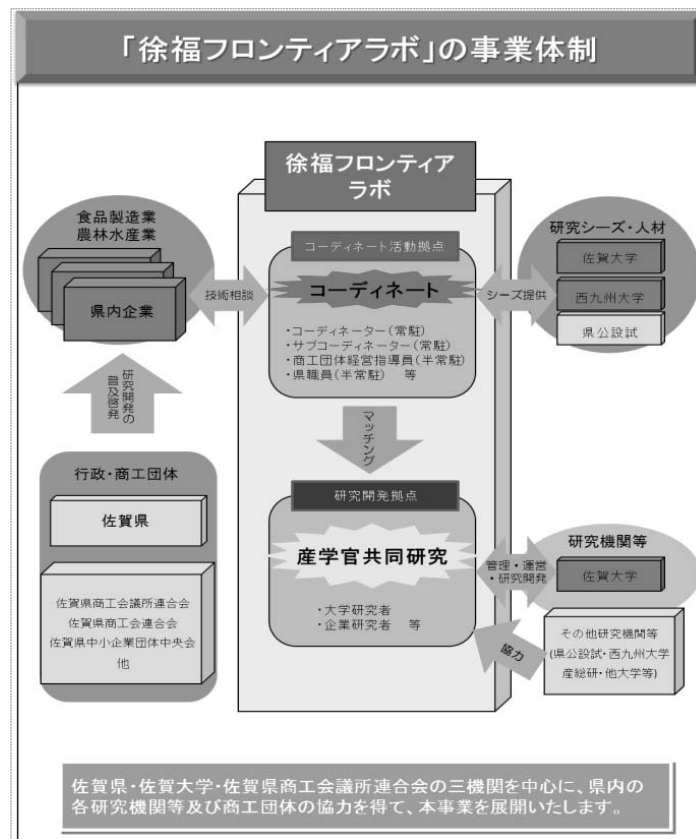 「徐福フロンティアラボ」の事業体制
徐福フロンティア
ラボ
食品製造業
農林水産業
県内企業
技術相談
コーディネート活動拠点
コーディネート
・コーディネーター(常駐)
・サブコーディネーター(常駐)
・商工団体経営指導員(半常駐)
・県職員(半常駐) 等
シーズ提供
研究シーズ・人材
佐賀大学
西九州大学
県公設試
研究開発の
普及啓発
マッチング
行政・商工団体
佐賀県
佐賀県商工会議所連合会
佐賀県商工会連合会
佐賀県中小企業団体中央会
他
研究開発拠点
産学官共同研究
・大学研究者
・企業研究者 等
管理・運営
・研究開発
研究機関等
佐賀大学
協力
その他研究機関等
(県公設試・西九州大学
産総研・他大学等)
佐賀県・佐賀大学・佐賀県商工会議所連合会の三機関を中心に、県内の
各研究機関等及び商工団体の協力を得て、本事業を展開いたします。